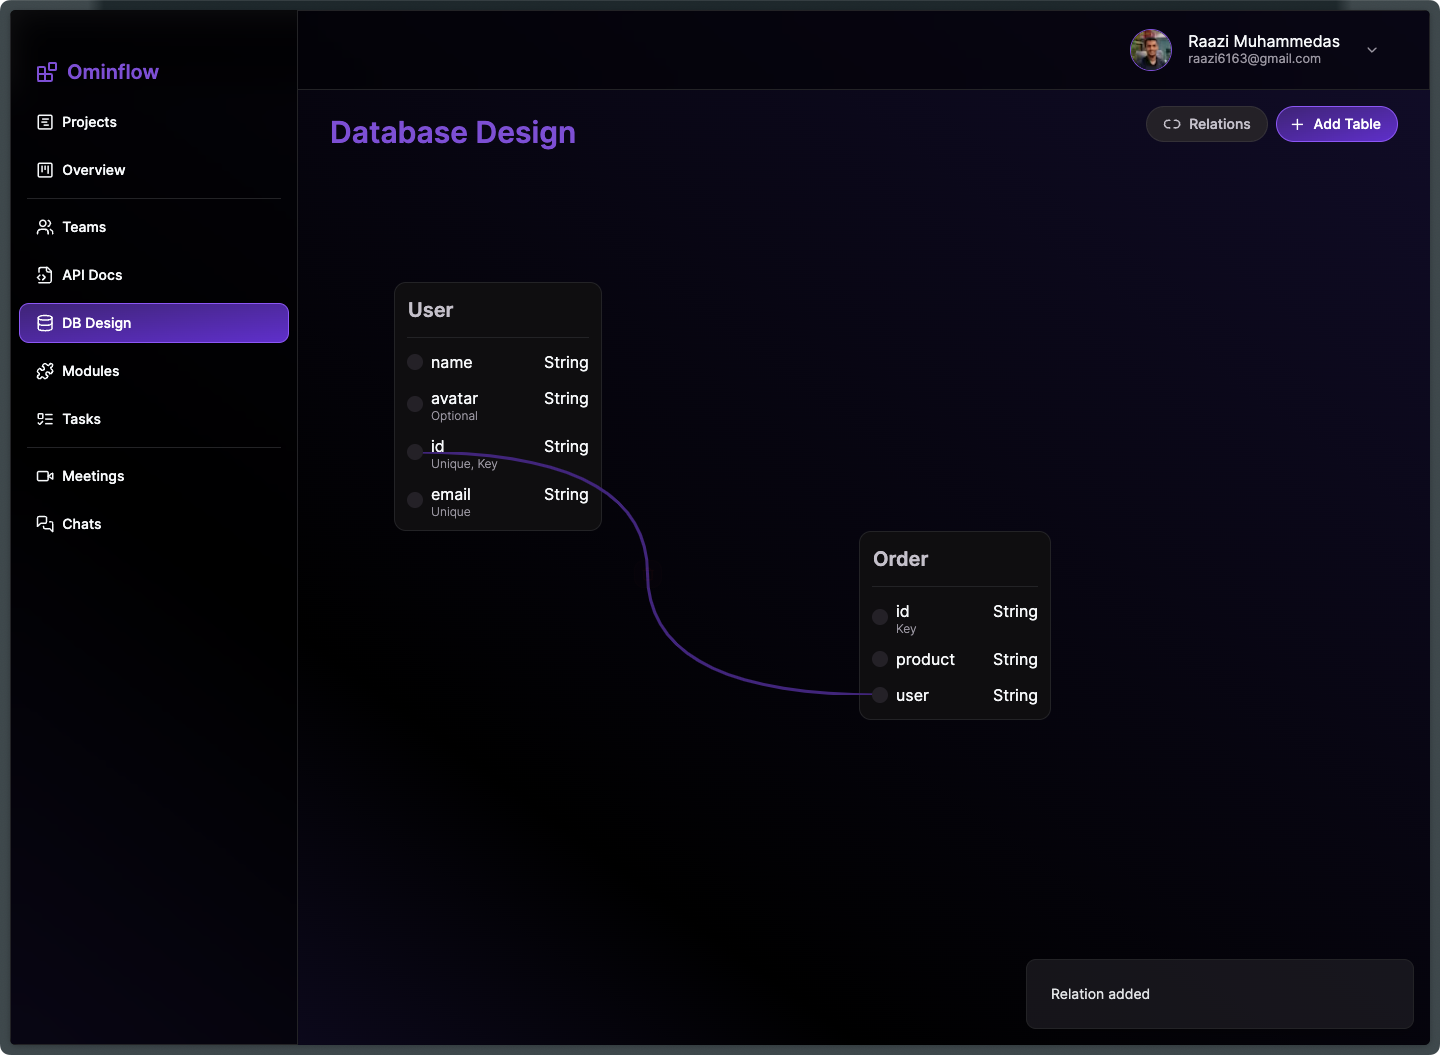 Ominflow
Projects
Overview
Teams
API Docs
DB Design
Modules
Tasks
Meetings
Chats
Raazi Muhammedas
raazi6163@gmail.com
Database Design
Relations
Add Table
User
name String
avatar String
Optional
id String
Unique, Key
email String
Unique
Order
id String
Key
product String
user String
Relation added